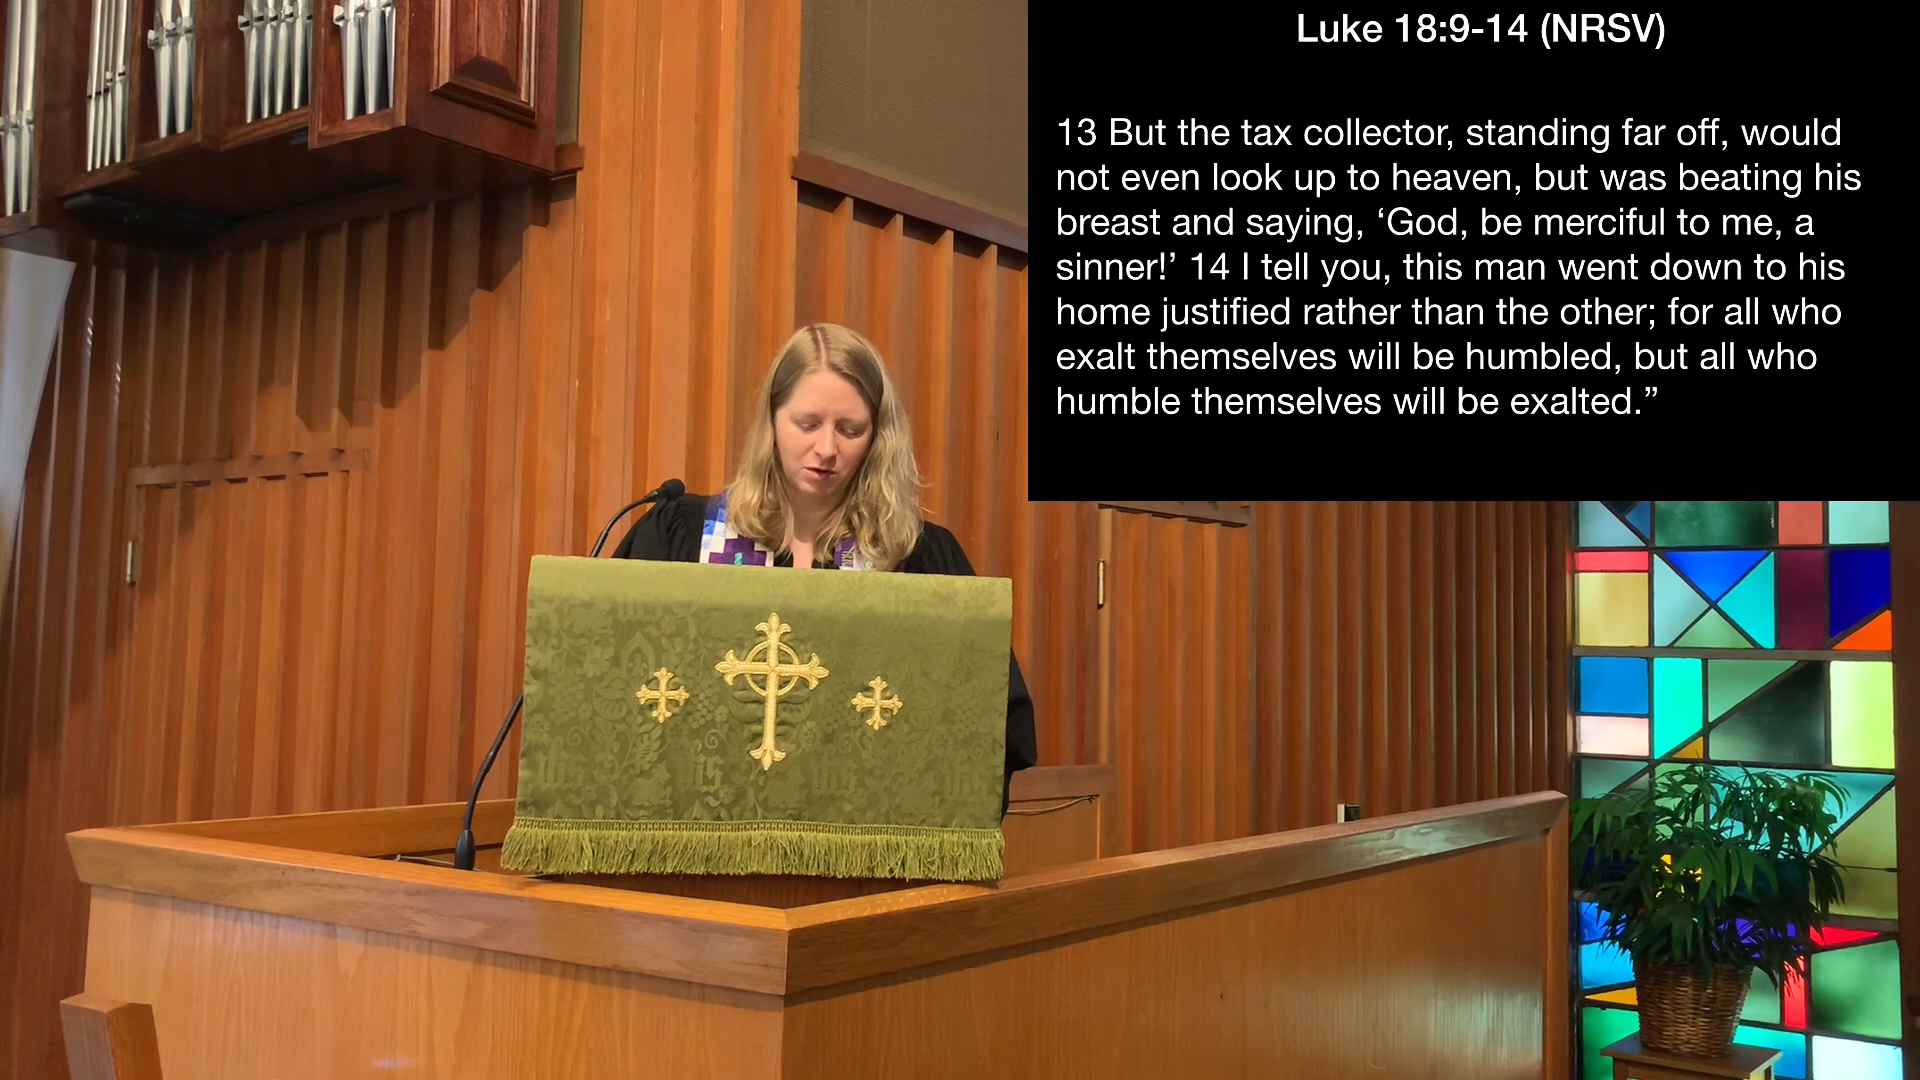 Luke 18:9-14 (NRSV)
13 But the tax collector, standing far off, would
not even look up to heaven, but was beating his
breast and saying, ‘God, be merciful to me, a
sinner!’ 14 I tell you, this man went down to his
home justified rather than the other; for all who
exalt themselves will be humbled, but all who
humble themselves will be exalted.”